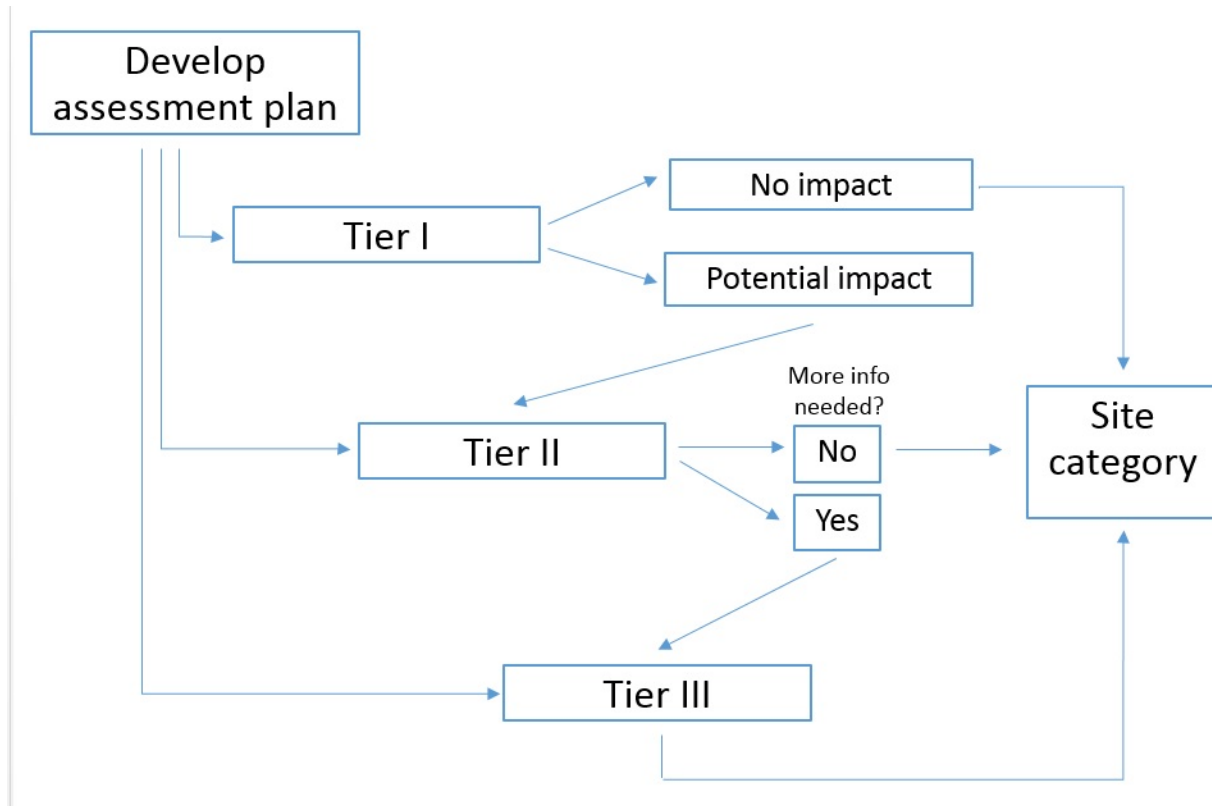 Develop
assessment plan
No impact
Tier I
Potential impact
More info
needed?
Tier II
No
Site
category
Yes
Tier III